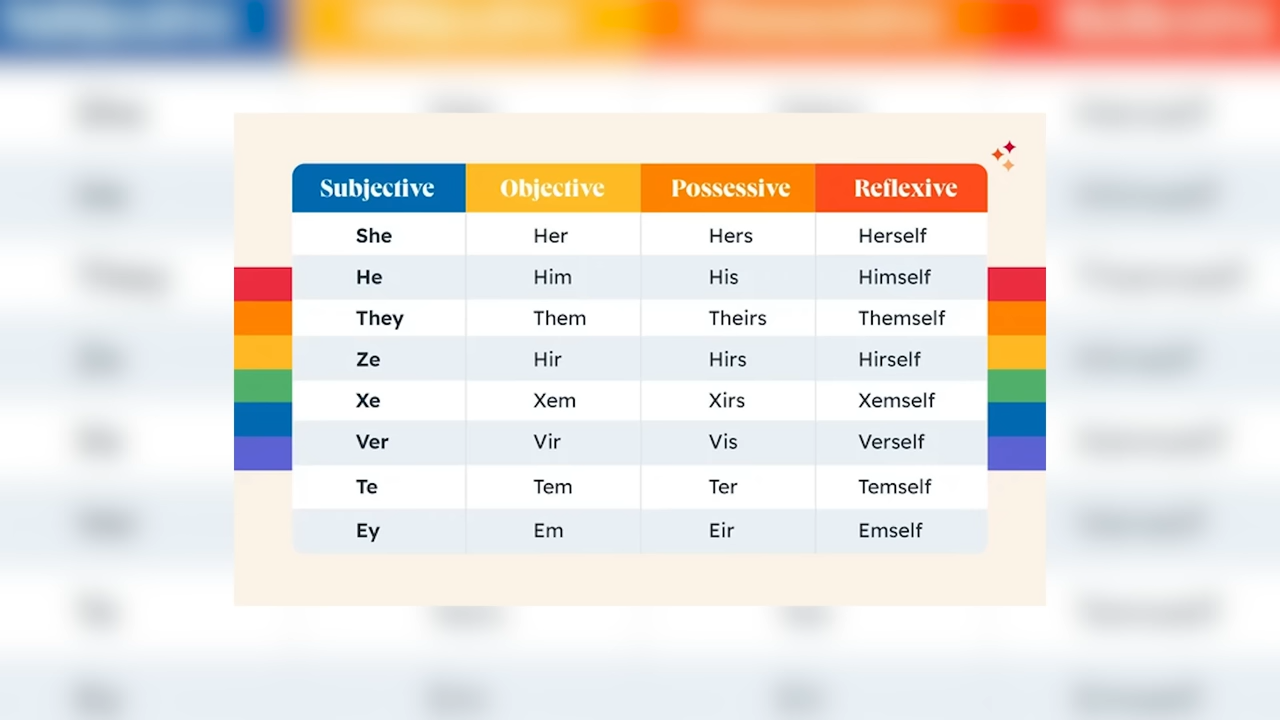 Subjective Objective Possessive Reflexive
She Her Hers Herself
He Him His Himself
They Them Theirs Themself
Ze Hir Hirs Hirself
Xe Xem Xirs Xemself
Ver Vir Vis Verself
Te Tem Ter Temself
Ey Em Eir Emself